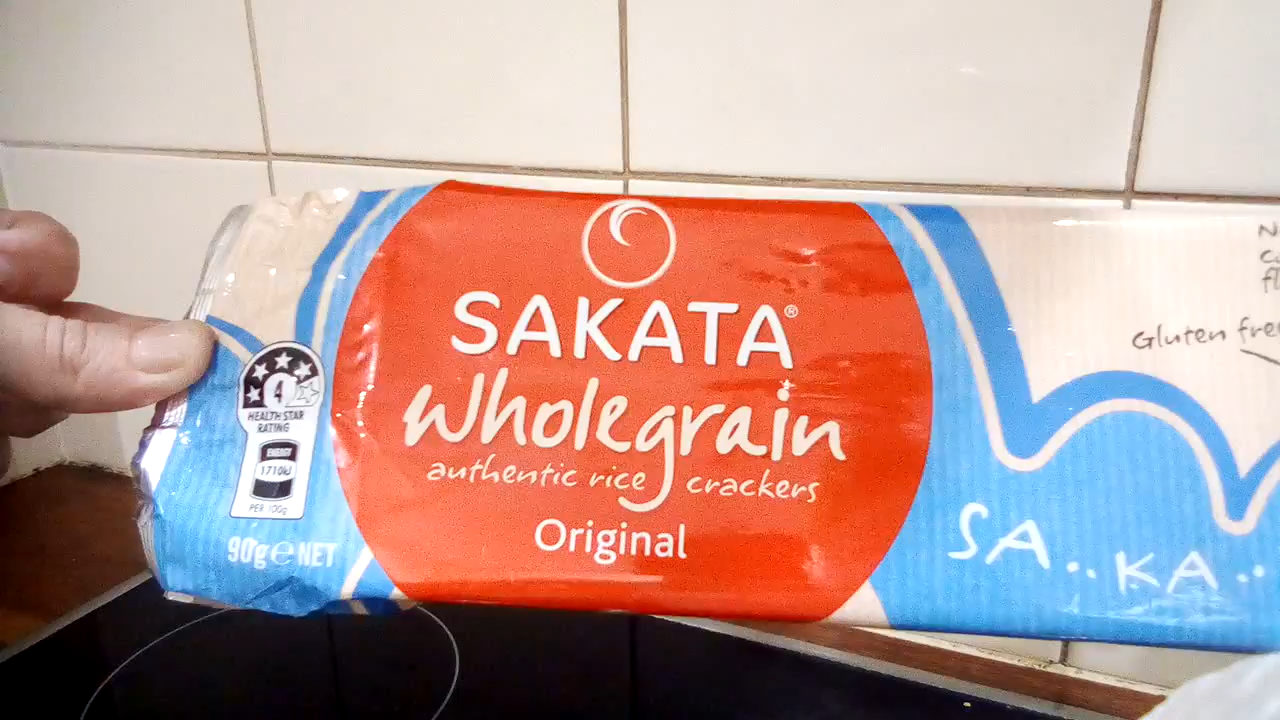 SAKATA®
wholegrain
authentic rice crackers
Original
4
HEALTH STAR
RATING
ENERGY
1710kJ
PER 100g
90g e NET
Gluten free
SA..KA..